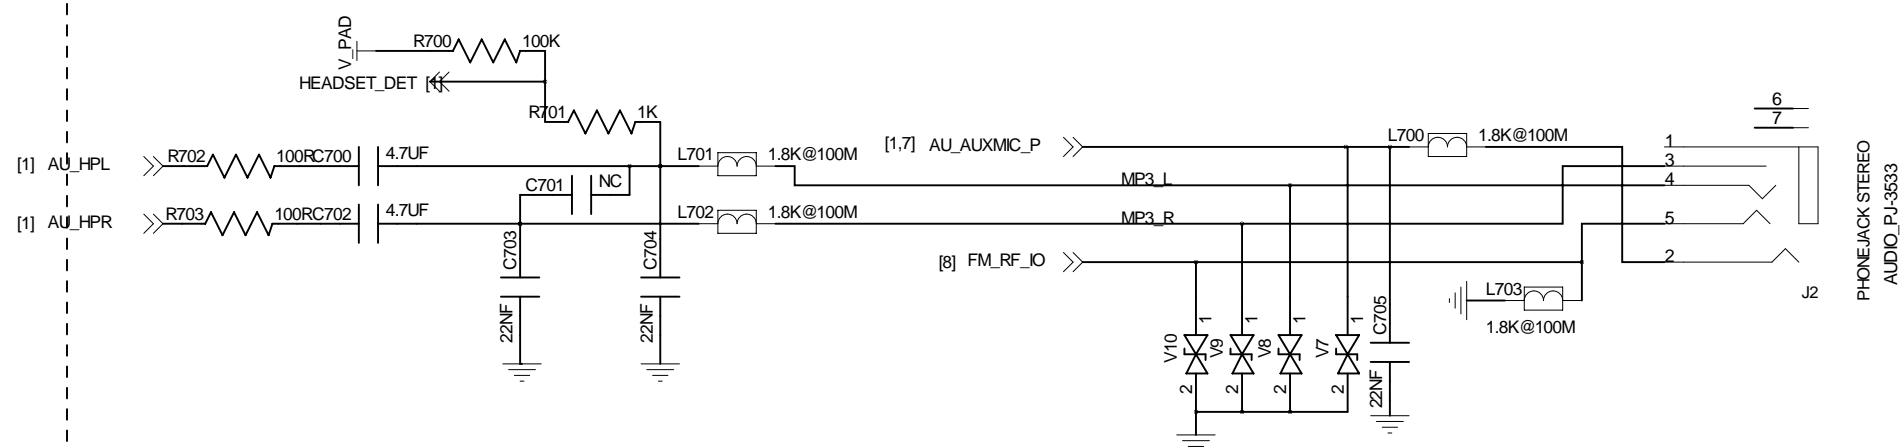 V_PAD
R700
100K
HEADSET_DET
R701
1K
[1] AU_HPL
R702
100R
C700
4.7UF
L701
1.8K@100M
C701
NC
[1] AU_HPR
R703
100R
C702
4.7UF
L702
1.8K@100M
C703
22NF
C704
22NF
[1,7] AU_AUXMIC_P
L700
1.8K@100M
MP3_L
MP3_R
[8] FM_RF_IO
L703
1.8K@100M
V10
1
2
V9
1
2
V8
1
2
V7
1
2
C705
22NF
6
7
1
3
4
5
2
J2
PHONEJACK STEREO
AUDIO_PJ-3533